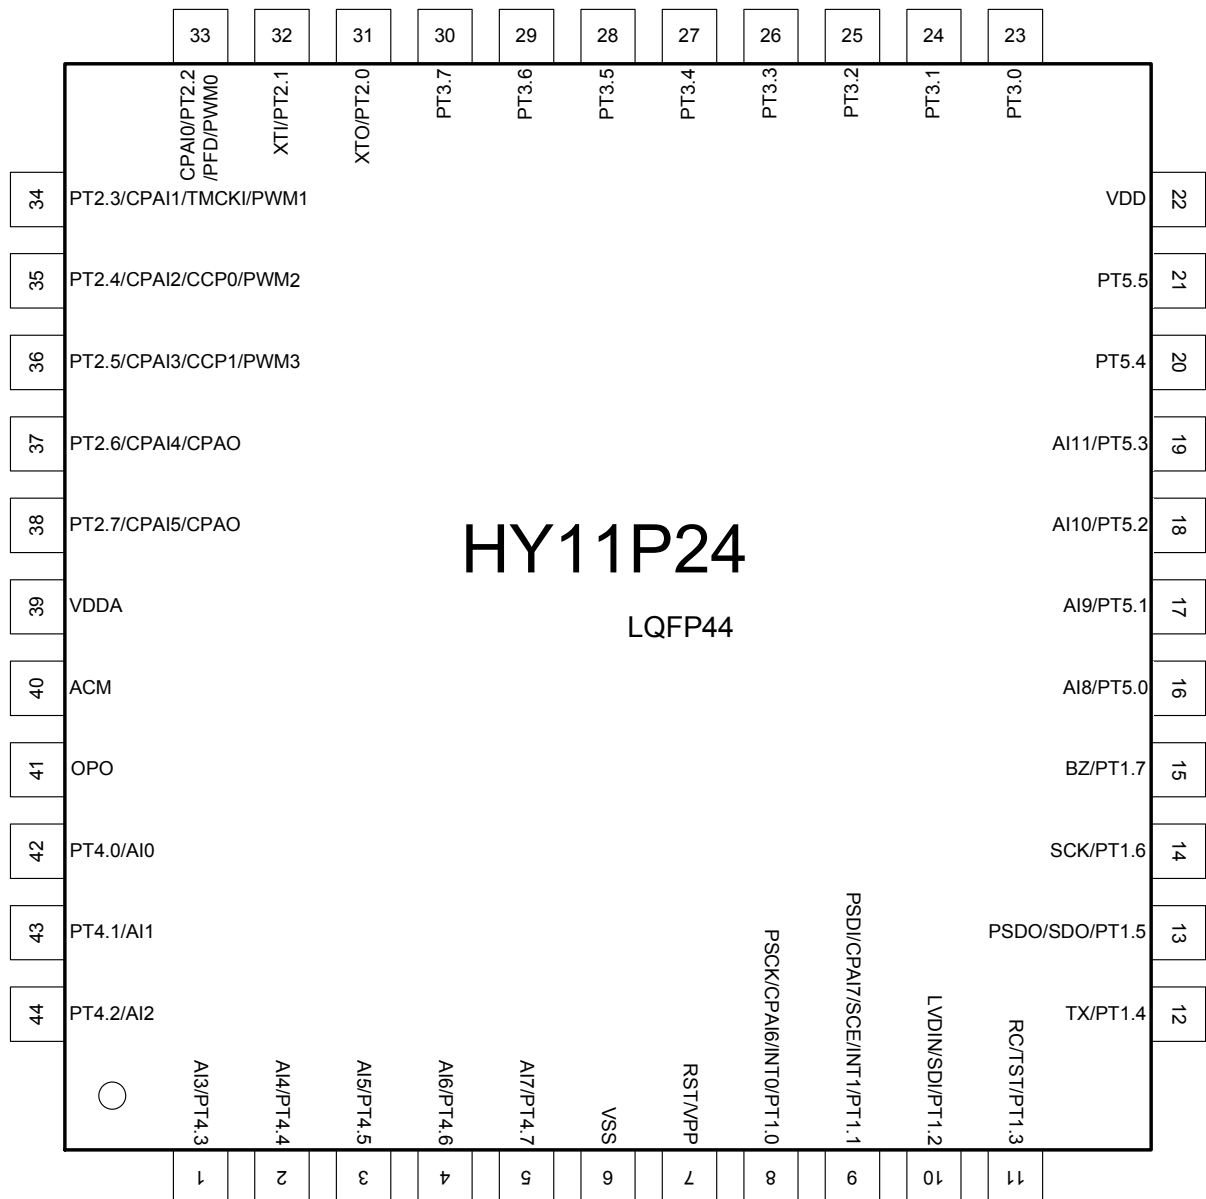 33 32 31 30 29 28 27 26 25 24 23
CPAI0/PT2.2
/PFD/PWM0
XTI/PT2.1
XTO/PT2.0
PT3.7
PT3.6
PT3.5
PT3.4
PT3.3
PT3.2
PT3.1
PT3.0
34 PT2.3/CPAI1/TMCKI/PWM1
VDD 22
35 PT2.4/CPAI2/CCP0/PWM2
PT5.5 21
36 PT2.5/CPAI3/CCP1/PWM3
PT5.4 20
37 PT2.6/CPAI4/CPAO
AI11/PT5.3 19
38 PT2.7/CPAI5/CPAO
HY11P24
AI10/PT5.2 18
39 VDDA
LQFP44
AI9/PT5.1 17
40 ACM
AI8/PT5.0 16
41 OPO
BZ/PT1.7 15
42 PT4.0/AI0
SCK/PT1.6 14
43 PT4.1/AI1
PSDO/SDO/PT1.5 13
44 PT4.2/AI2
TX/PT1.4 12
AI3/PT4.3
AI4/PT4.4
AI5/PT4.5
AI6/PT4.6
AI7/PT4.7
VSS
RST/VPP
PSCK/CPAI6/INT0/PT1.0
PSDI/CPAI7/SCE/INT1/PT1.1
LVDIN/SDI/PT1.2
RC/TST/PT1.3
1 2 3 4 5 6 7 8 9 10 11